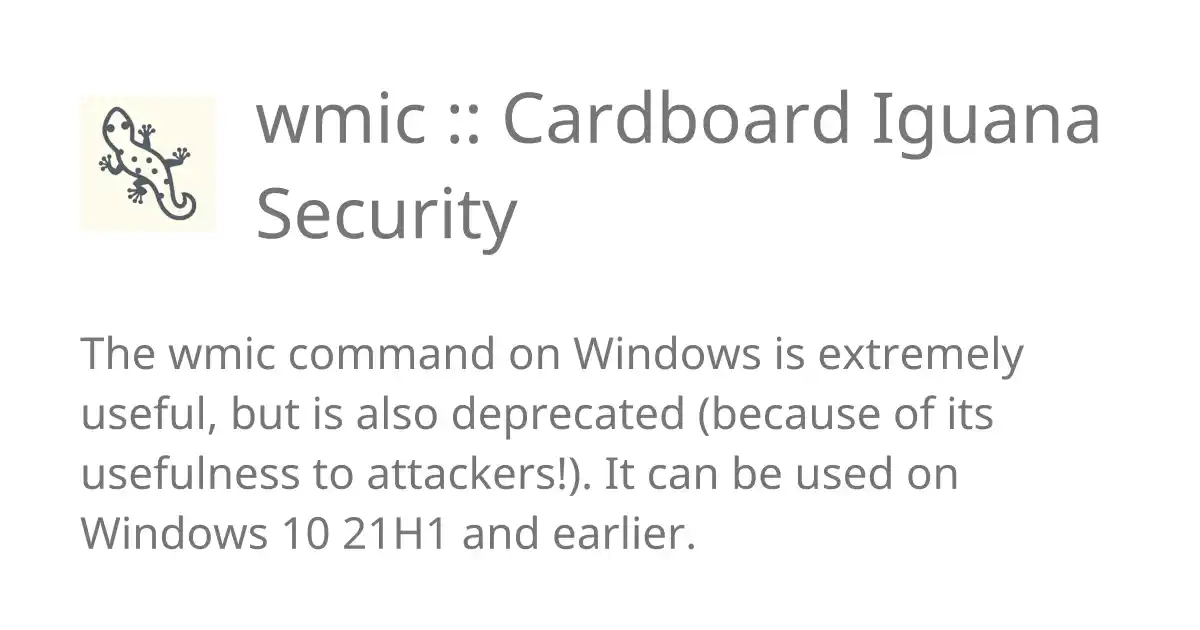 wmic :: Cardboard Iguana
Security
The wmic command on Windows is extremely
useful, but is also deprecated (because of its
usefulness to attackers!). It can be used on
Windows 10 21H1 and earlier.